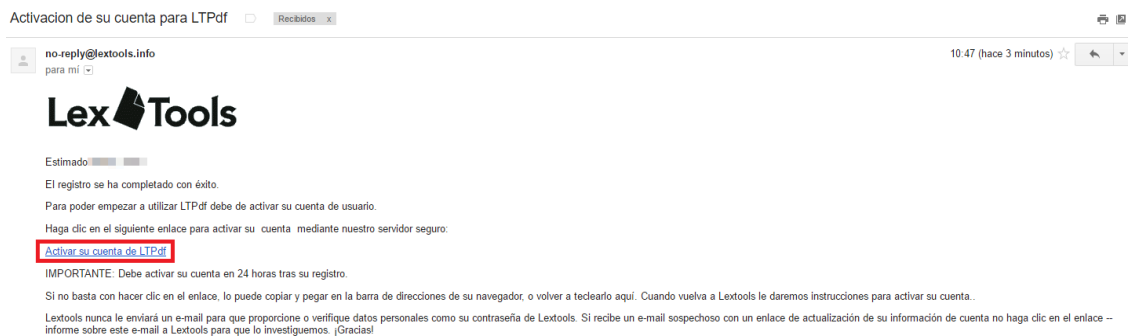 Activacion de su cuenta para LTPdf
Recibidos x
no-reply@lextools.info
10:47 (hace 3 minutos)
para mí
Lex Tools
Estimado
El registro se ha completado con éxito.
Para poder empezar a utilizar LTPdf debe de activar su cuenta de usuario.
Haga clic en el siguiente enlace para activar su cuenta mediante nuestro servidor seguro:
Activar su cuenta de LTPdf
IMPORTANTE: Debe activar su cuenta en 24 horas tras su registro.
Si no basta con hacer clic en el enlace, lo puede copiar y pegar en la barra de direcciones de su navegador, o volver a teclearlo aquí. Cuando vuelva a Lextools le daremos instrucciones para activar su cuenta..
Lextools nunca le enviará un e-mail para que proporcione o verifique datos personales como su contraseña de Lextools. Si recibe un e-mail sospechoso con un enlace de actualización de su información de cuenta no haga clic en el enlace --
informe sobre este e-mail a Lextools para que lo investiguemos. ¡Gracias!